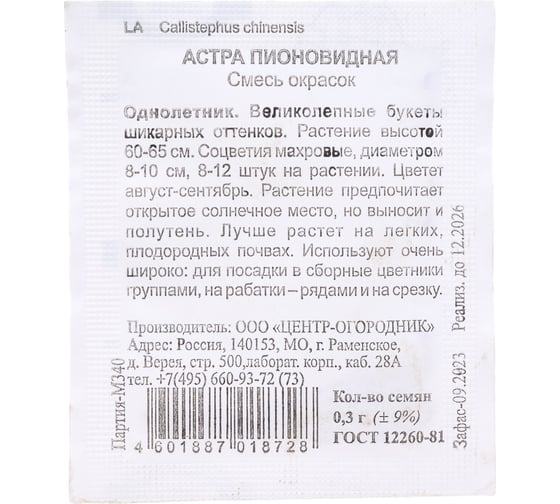 LA Callistephus chinensis
АСТРА ПИОНОВИДНАЯ
Смесь окрасок
Однолетник. Великолепные букеты
шикарных оттенков. Растение высотой
60-65 см. Соцветия махровые, диаметром
8-10 см, 8-12 штук на растении. Цветет
август-сентябрь. Растение предпочитает
открытое солнечное место, но выносит и
полутень. Лучше растет на легких,
плодородных почвах. Используют очень
широко: для посадки в сборные цветники
группами, на рабатки – рядами и на срезку.
Производитель: ООО «ЦЕНТР-ОГОРОДНИК»
Адрес: Россия, 140153, МО, г. Раменское,
д. Верея, стр. 500,лаборат. корп., каб. 28А
тел. +7(495) 660-93-72 (73)
Партия-М340
4 601887 018728
Кол-во семян
0,3 г (± 9%)
ГОСТ 12260-81
Зафас-09.2023 Реализ. до 12.2026